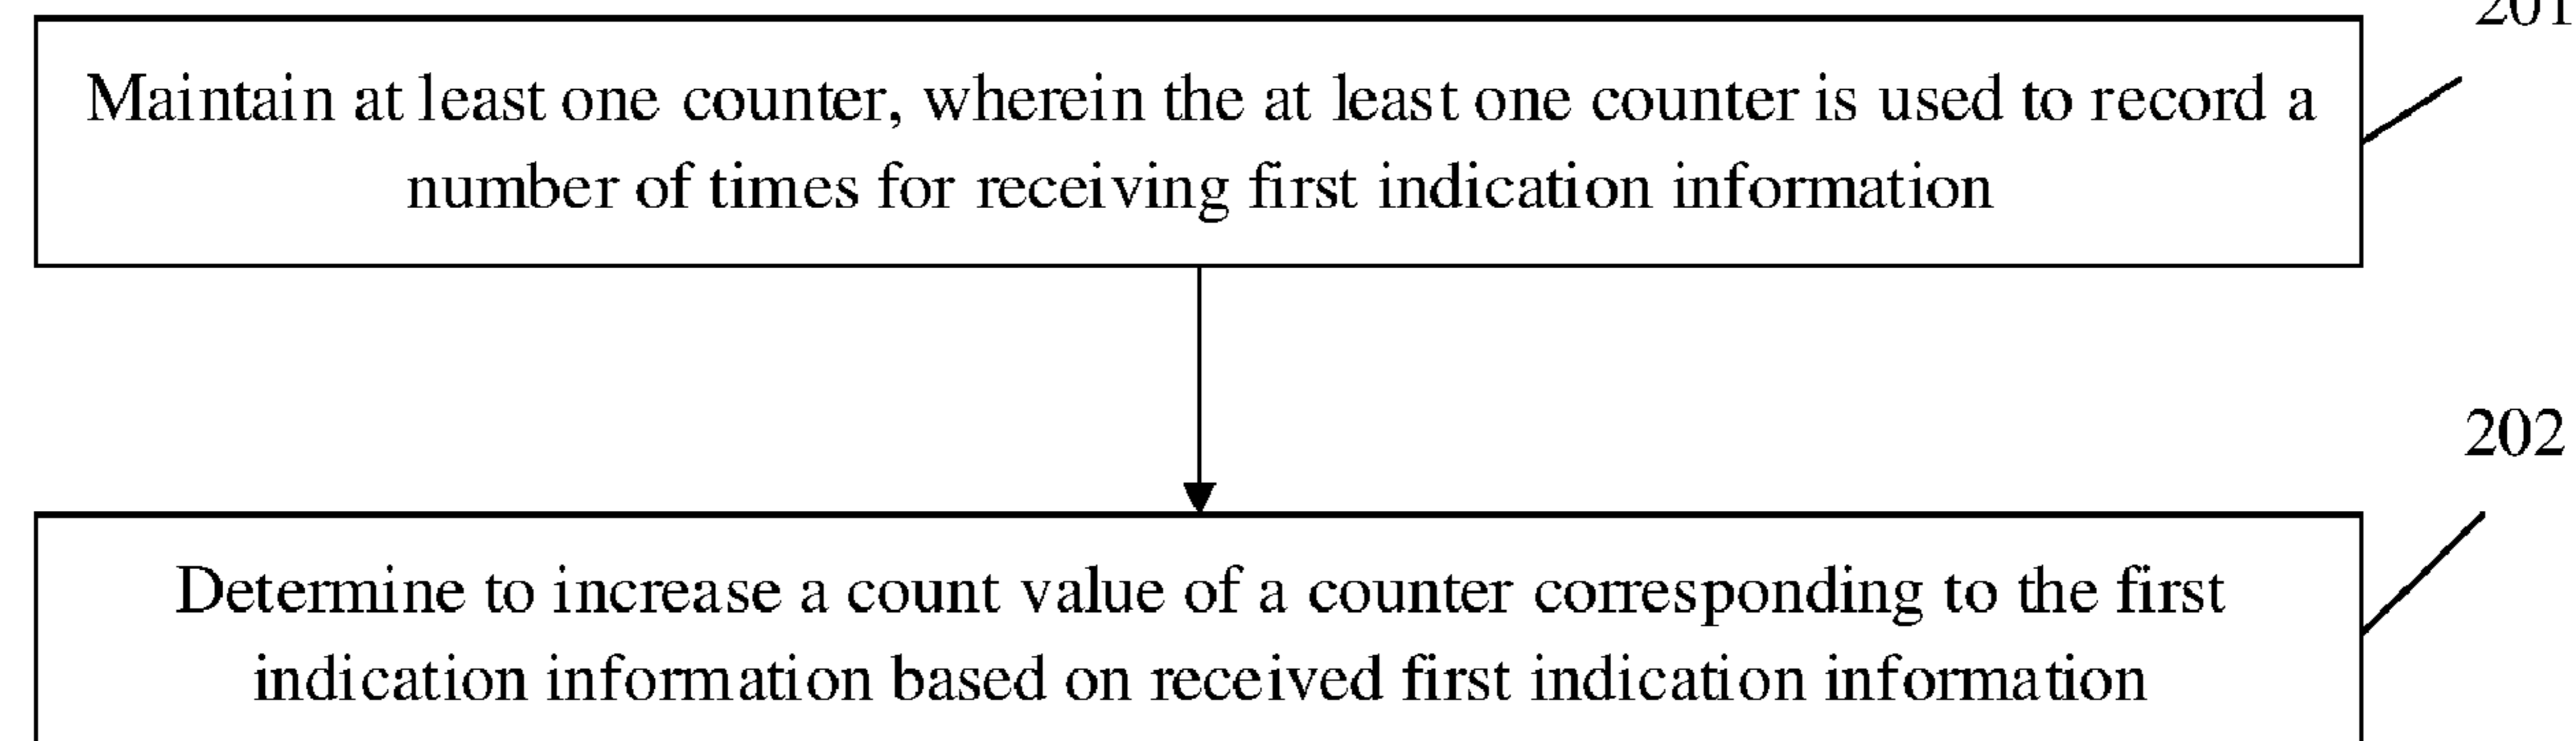 201
Maintain at least one counter, wherein the at least one counter is used to record a
number of times for receiving first indication information
202
Determine to increase a count value of a counter corresponding to the first
indication information based on received first indication information